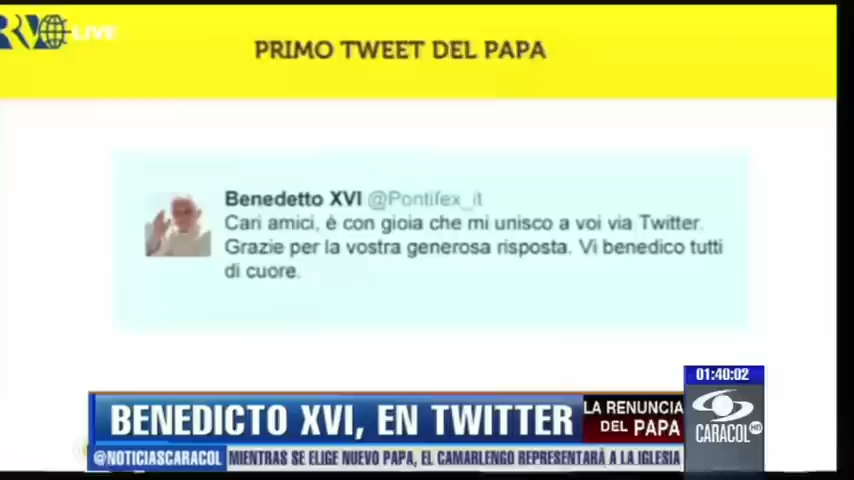 RV LIVE
PRIMO TWEET DEL PAPA
Benedetto XVI @Pontifex_it
Cari amici, è con gioia che mi unisco a voi via Twitter.
Grazie per la vostra generosa risposta. Vi benedico tutti
di cuore.
01:40:02
BENEDICTO XVI, EN TWITTER
LA RENUNCIA
DEL PAPA
CARACOL HD
@NOTICIASCARACOL MIENTRAS SE ELIGE NUEVO PAPA, EL CAMARLENGO REPRESENTARÁ A LA IGLESIA